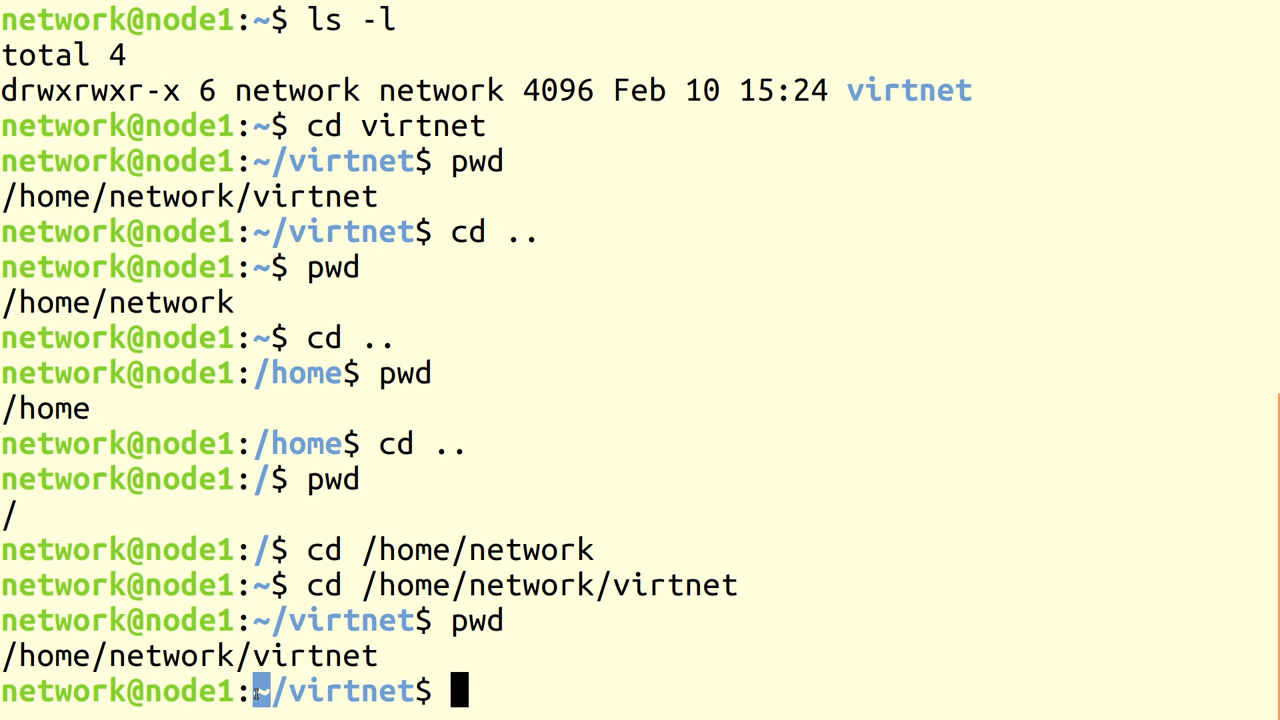 network@node1:~$ ls -l
total 4
drwxrwxr-x 6 network network 4096 Feb 10 15:24 virtnet
network@node1:~$ cd virtnet
network@node1:~/virtnet$ pwd
/home/network/virtnet
network@node1:~/virtnet$ cd ..
network@node1:~$ pwd
/home/network
network@node1:~$ cd ..
network@node1:/home$ pwd
/home
network@node1:/home$ cd ..
network@node1:/$ pwd
/
network@node1:/$ cd /home/network
network@node1:~$ cd /home/network/virtnet
network@node1:~/virtnet$ pwd
/home/network/virtnet
network@node1:~/virtnet$